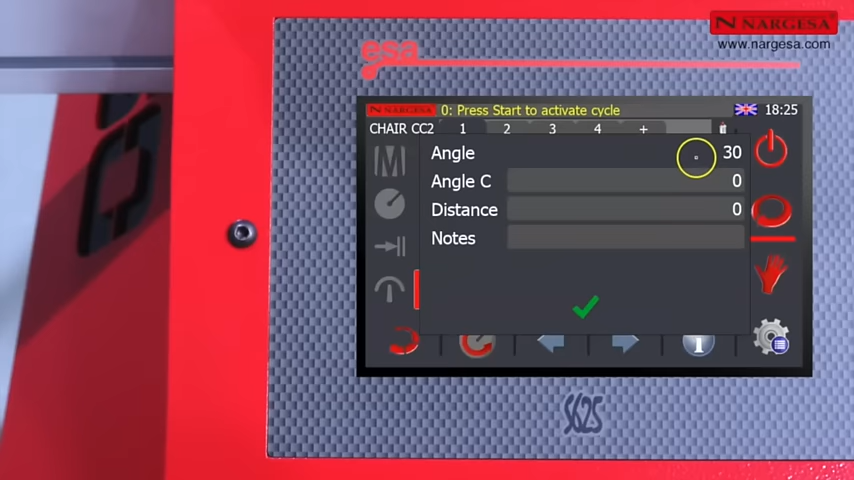 NARGESA
www.nargesa.com
esa
NARGESA 0: Press Start to activate cycle 18:25
CHAIR CC2 1 2 3 4 +
Angle 30
Angle C 0
Distance 0
Notes
S625